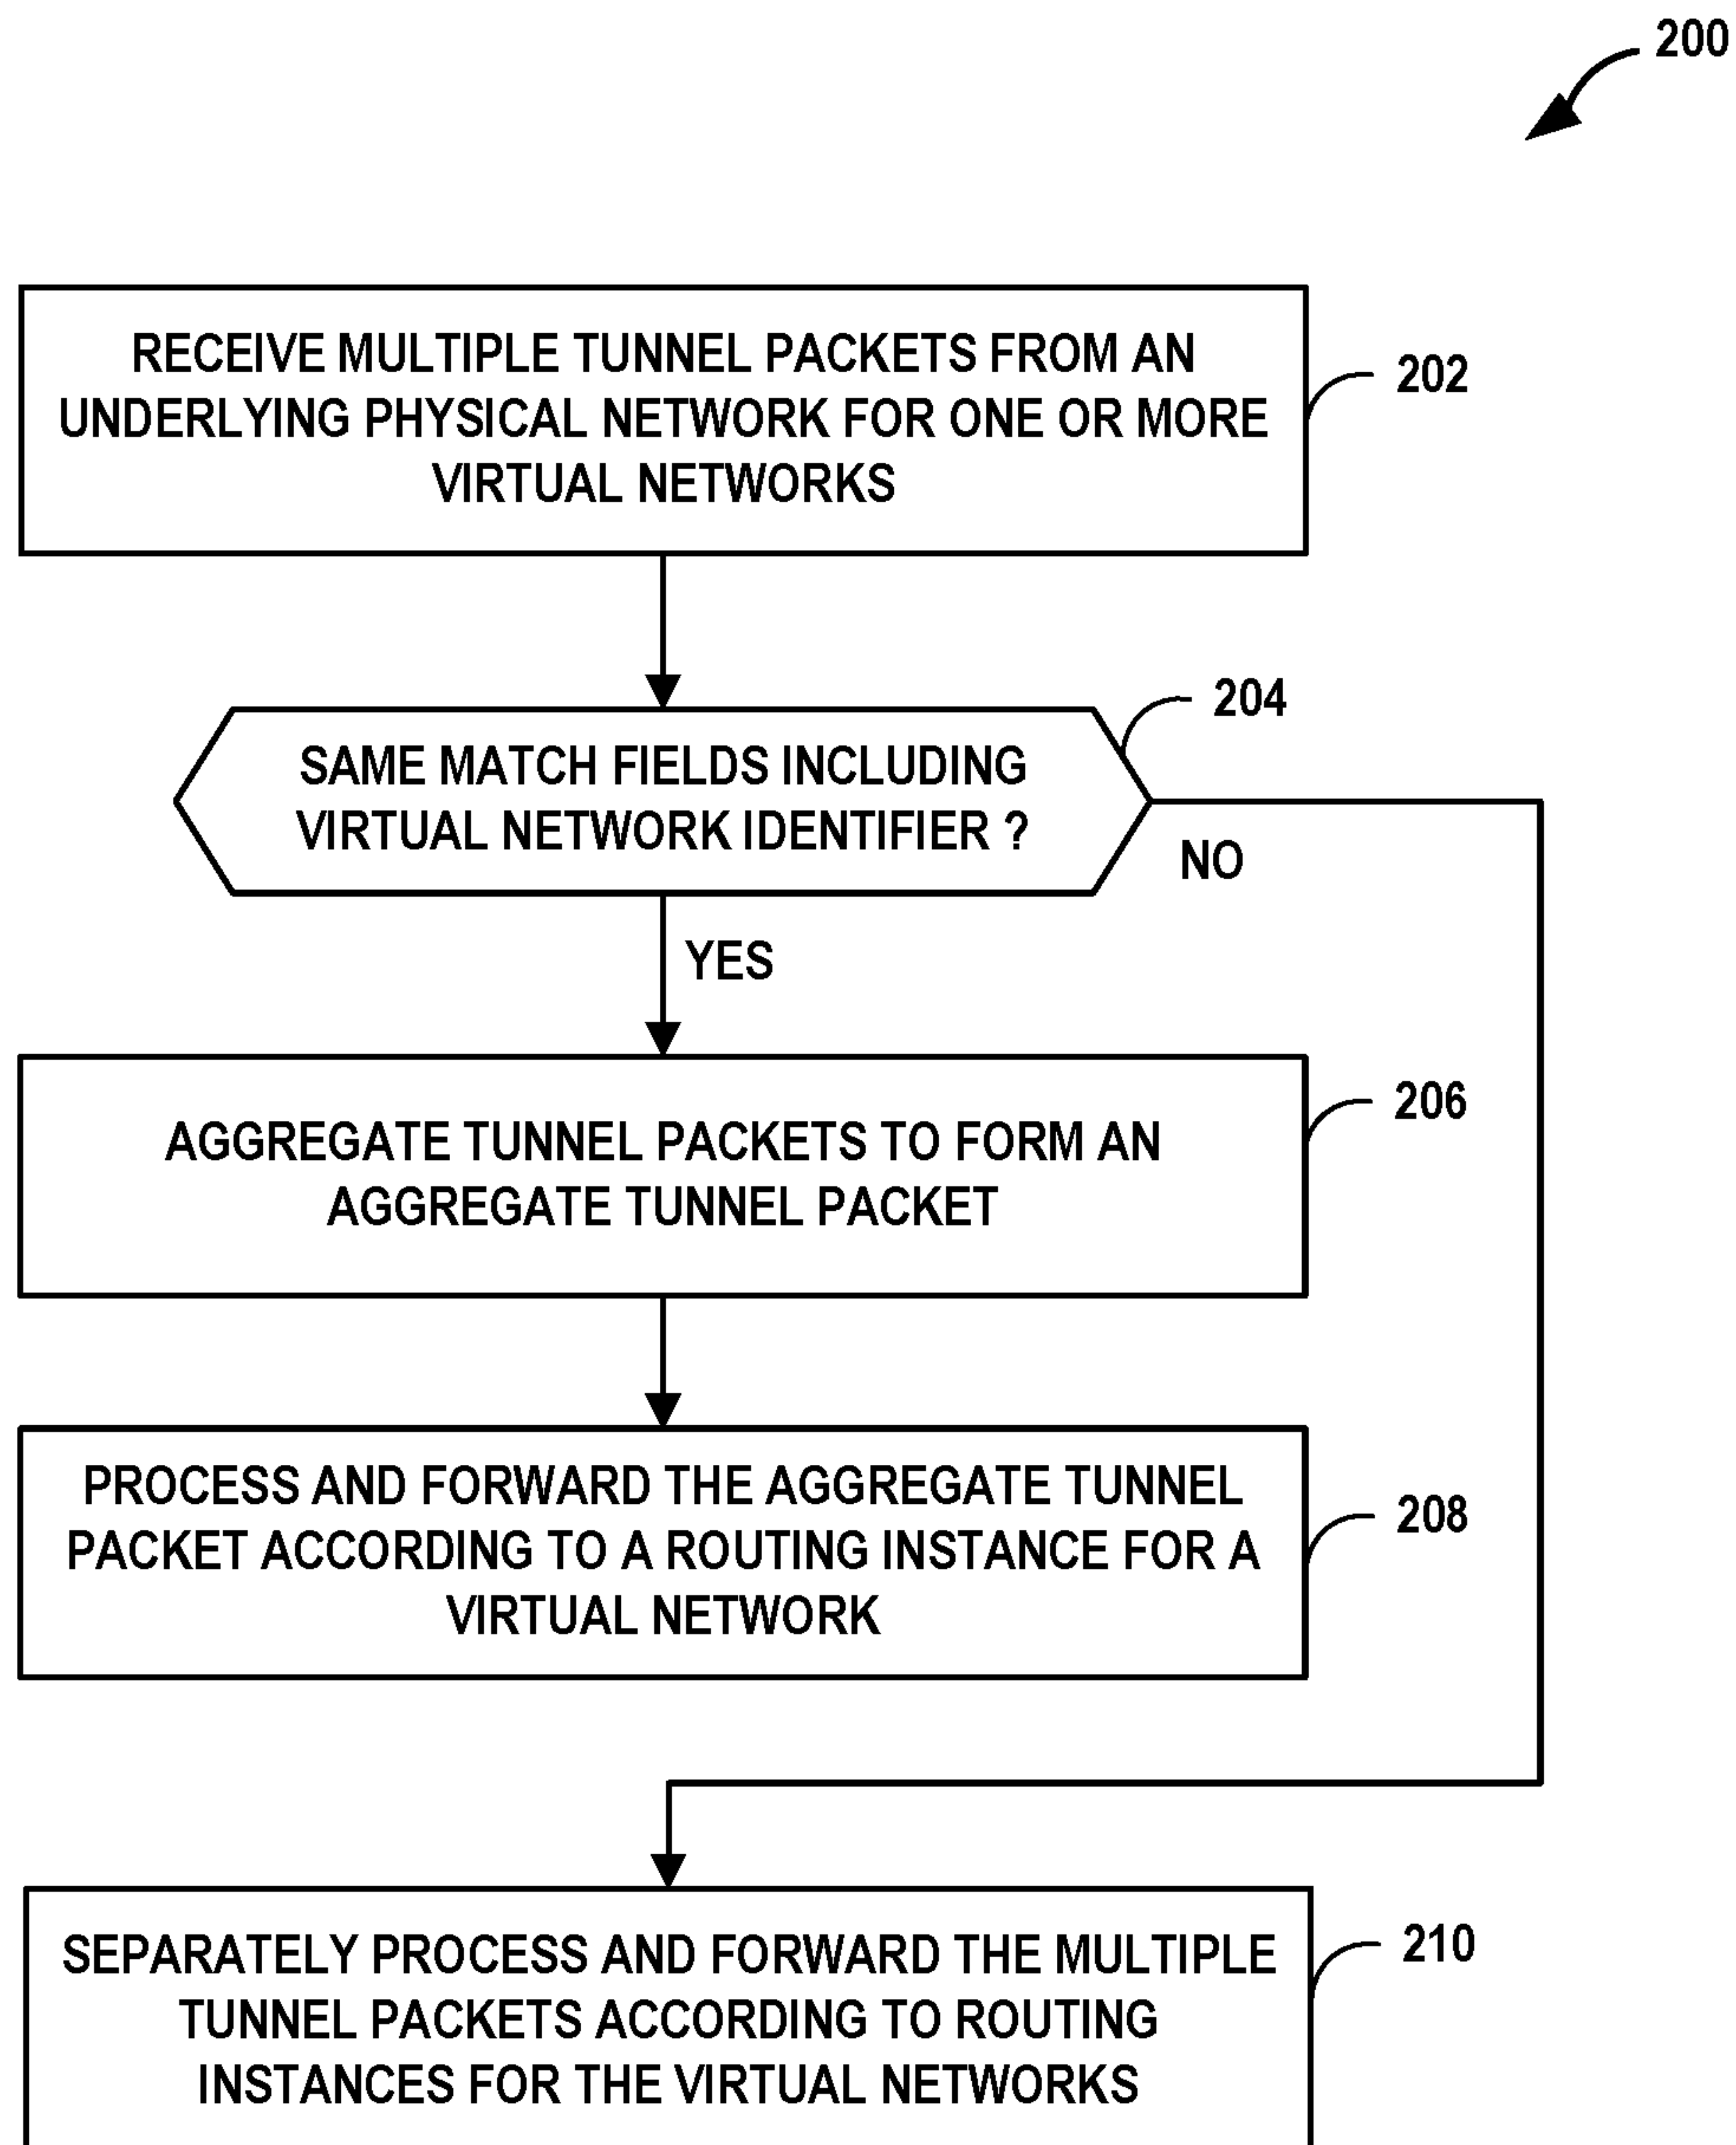 200
RECEIVE MULTIPLE TUNNEL PACKETS FROM AN
UNDERLYING PHYSICAL NETWORK FOR ONE OR MORE
VIRTUAL NETWORKS
202
204
SAME MATCH FIELDS INCLUDING
VIRTUAL NETWORK IDENTIFIER ?
NO
YES
206
AGGREGATE TUNNEL PACKETS TO FORM AN
AGGREGATE TUNNEL PACKET
PROCESS AND FORWARD THE AGGREGATE TUNNEL
PACKET ACCORDING TO A ROUTING INSTANCE FOR A
VIRTUAL NETWORK
208
SEPARATELY PROCESS AND FORWARD THE MULTIPLE
TUNNEL PACKETS ACCORDING TO ROUTING
INSTANCES FOR THE VIRTUAL NETWORKS
210